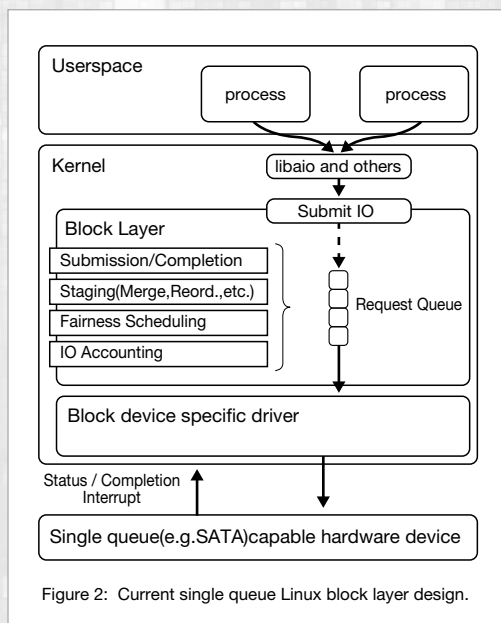 Userspace
process
process
Kernel
libaio and others
Submit IO
Block Layer
Submission/Completion
Staging(Merge,Reord.,etc.)
Fairness Scheduling
IO Accounting
Request Queue
Block device specific driver
Status / Completion
Interrupt
Single queue(e.g.SATA)capable hardware device
Figure 2: Current single queue Linux block layer design.